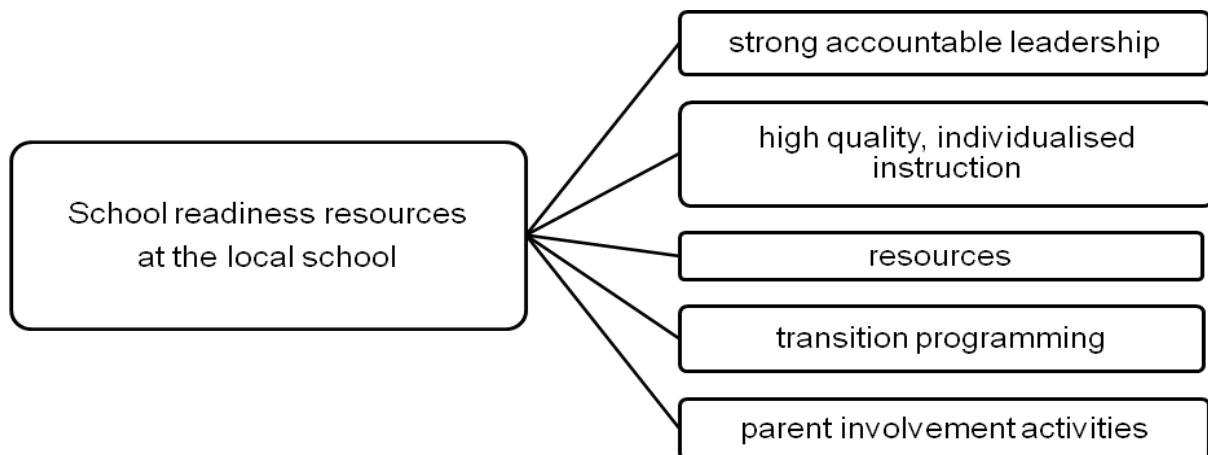 School readiness resources
at the local school
strong accountable leadership
high quality, individualised
instruction
resources
transition programming
parent involvement activities